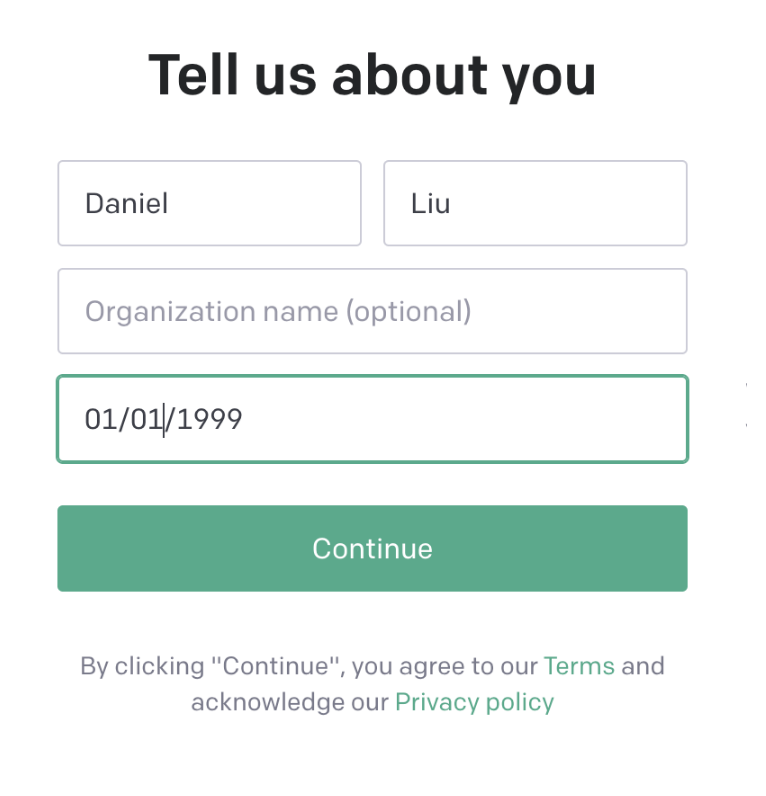 Tell us about you
Daniel
Liu
Organization name (optional)
01/01/1999
Continue
By clicking "Continue", you agree to our Terms and
acknowledge our Privacy policy